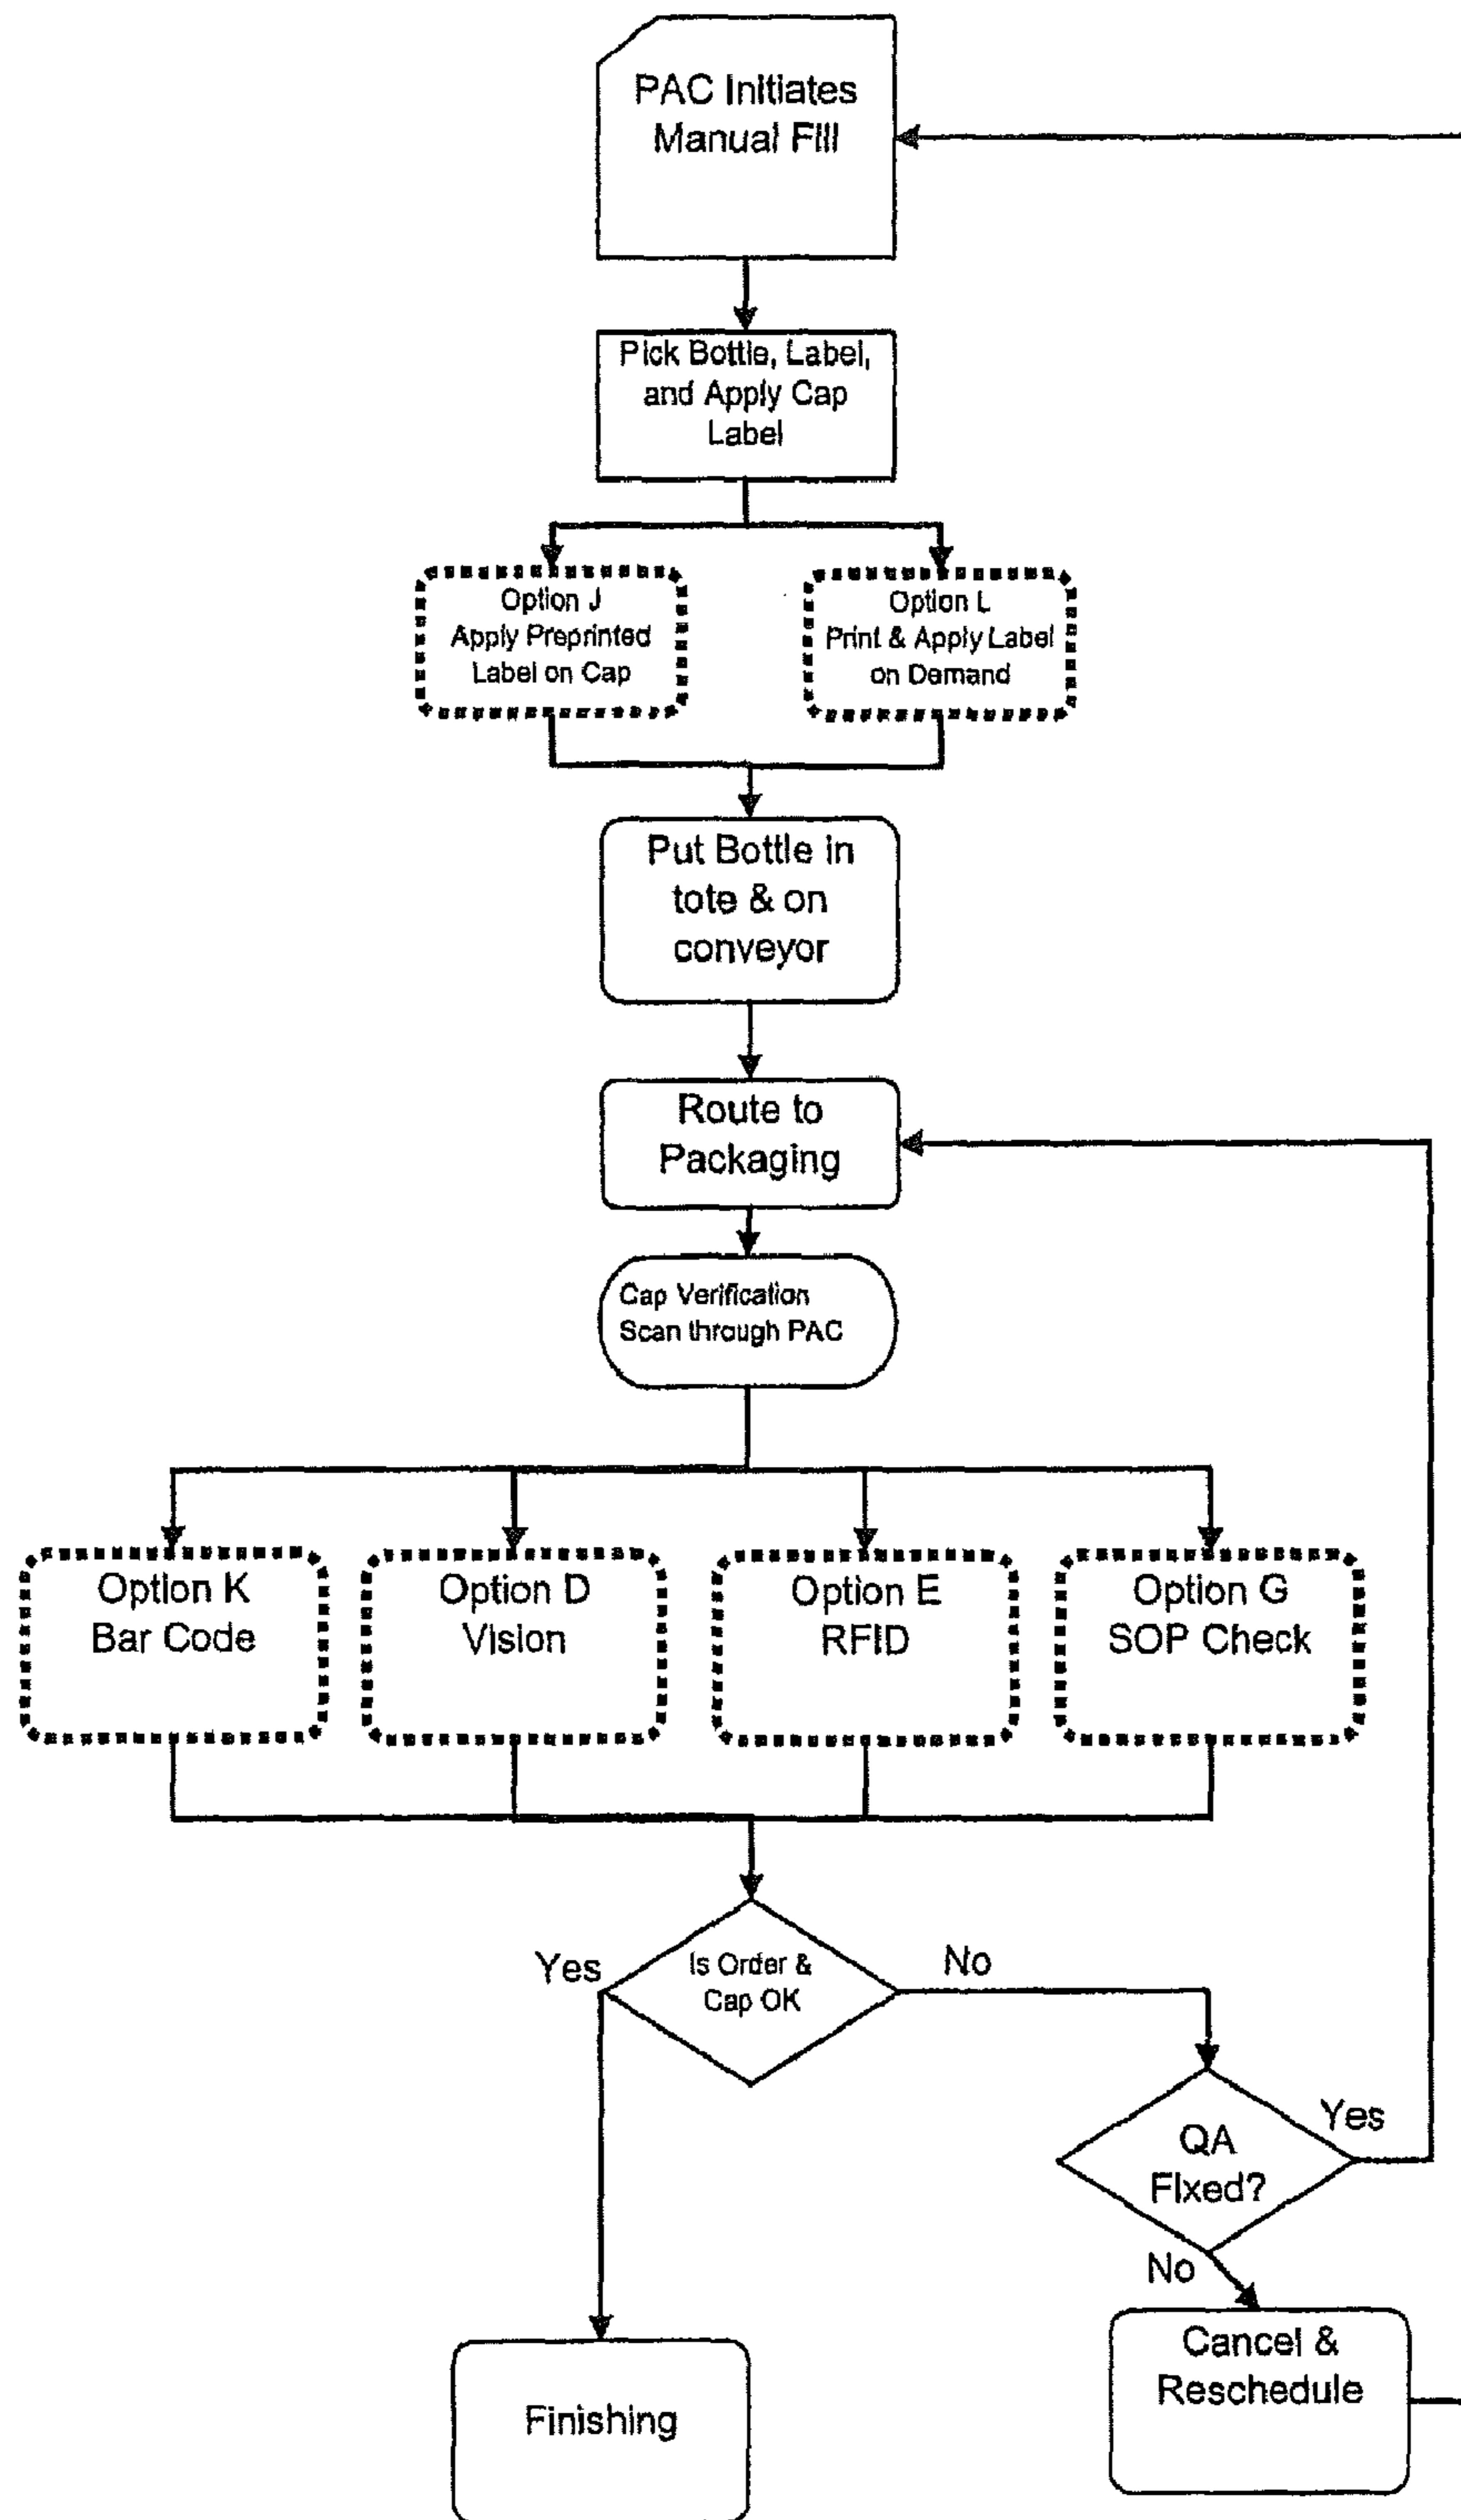 PAC Initiates
Manual Fill
Pick Bottle, Label,
and Apply Cap
Label
Option J
Apply Preprinted
Label on Cap
Option L
Print & Apply Label
on Demand
Put Bottle in
tote & on
conveyor
Route to
Packaging
Cap Verification
Scan through PAC
Option K
Bar Code
Option D
Vision
Option E
RFID
Option G
SOP Check
Is Order &
Cap OK
Yes
No
QA
Fixed?
Yes
No
Cancel &
Reschedule
Finishing